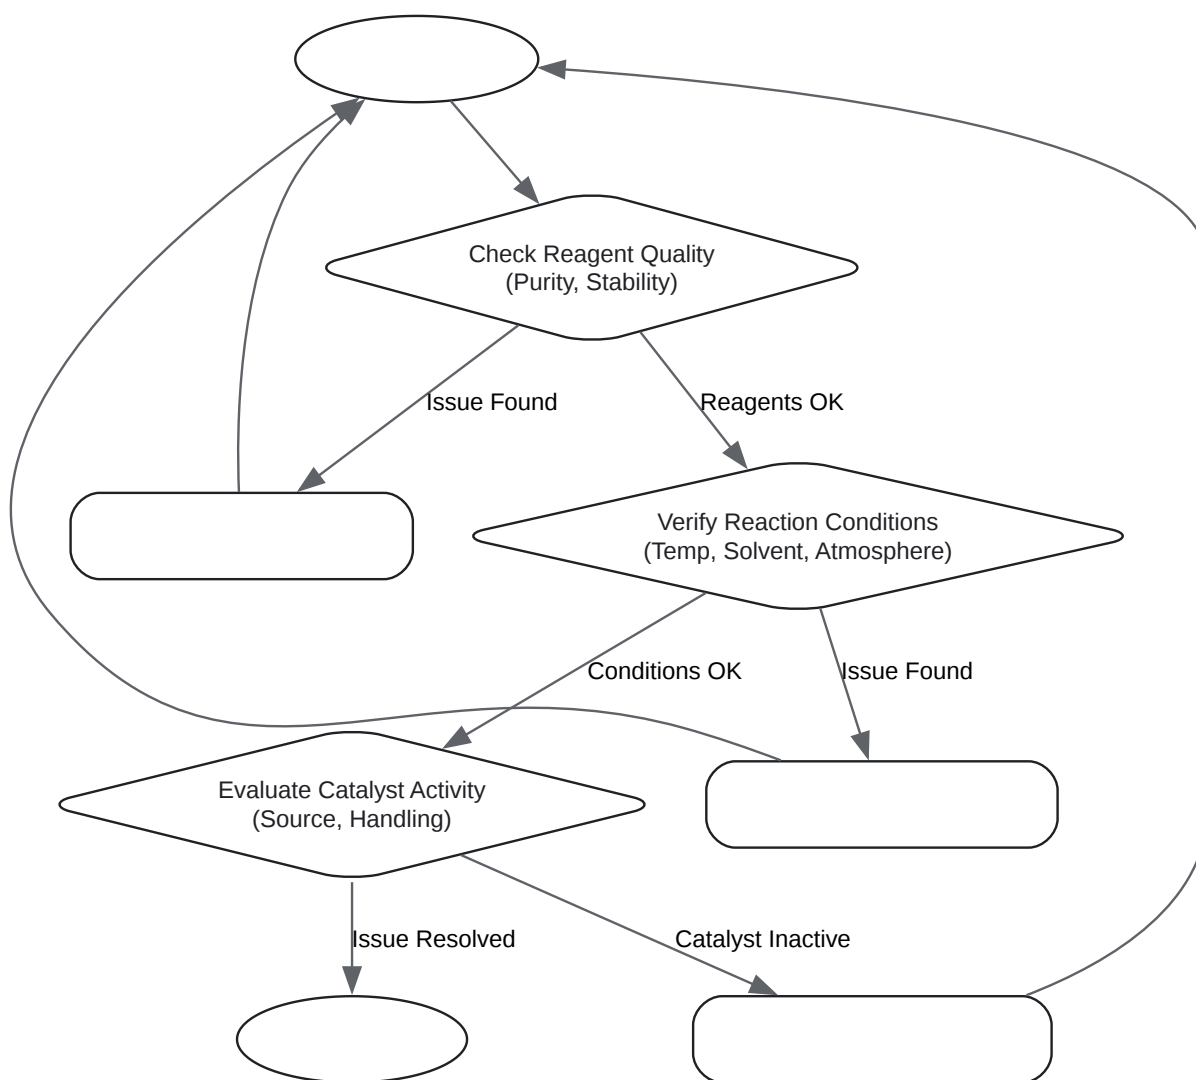 Check Reagent Quality
(Purity, Stability)
Issue Found
Reagents OK
Verify Reaction Conditions
(Temp, Solvent, Atmosphere)
Conditions OK
Issue Found
Evaluate Catalyst Activity
(Source, Handling)
Issue Resolved
Catalyst Inactive